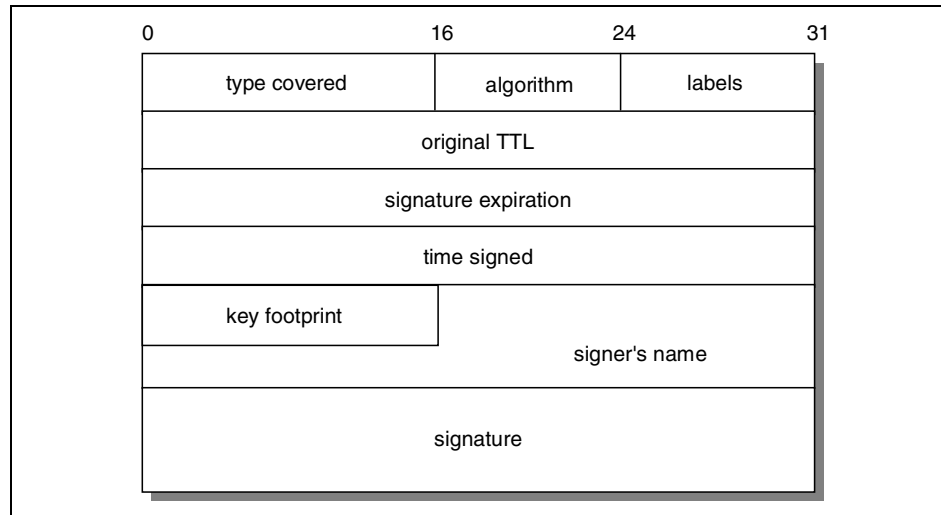 0 16 24 31
type covered algorithm labels
original TTL
signature expiration
time signed
key footprint
signer's name
signature